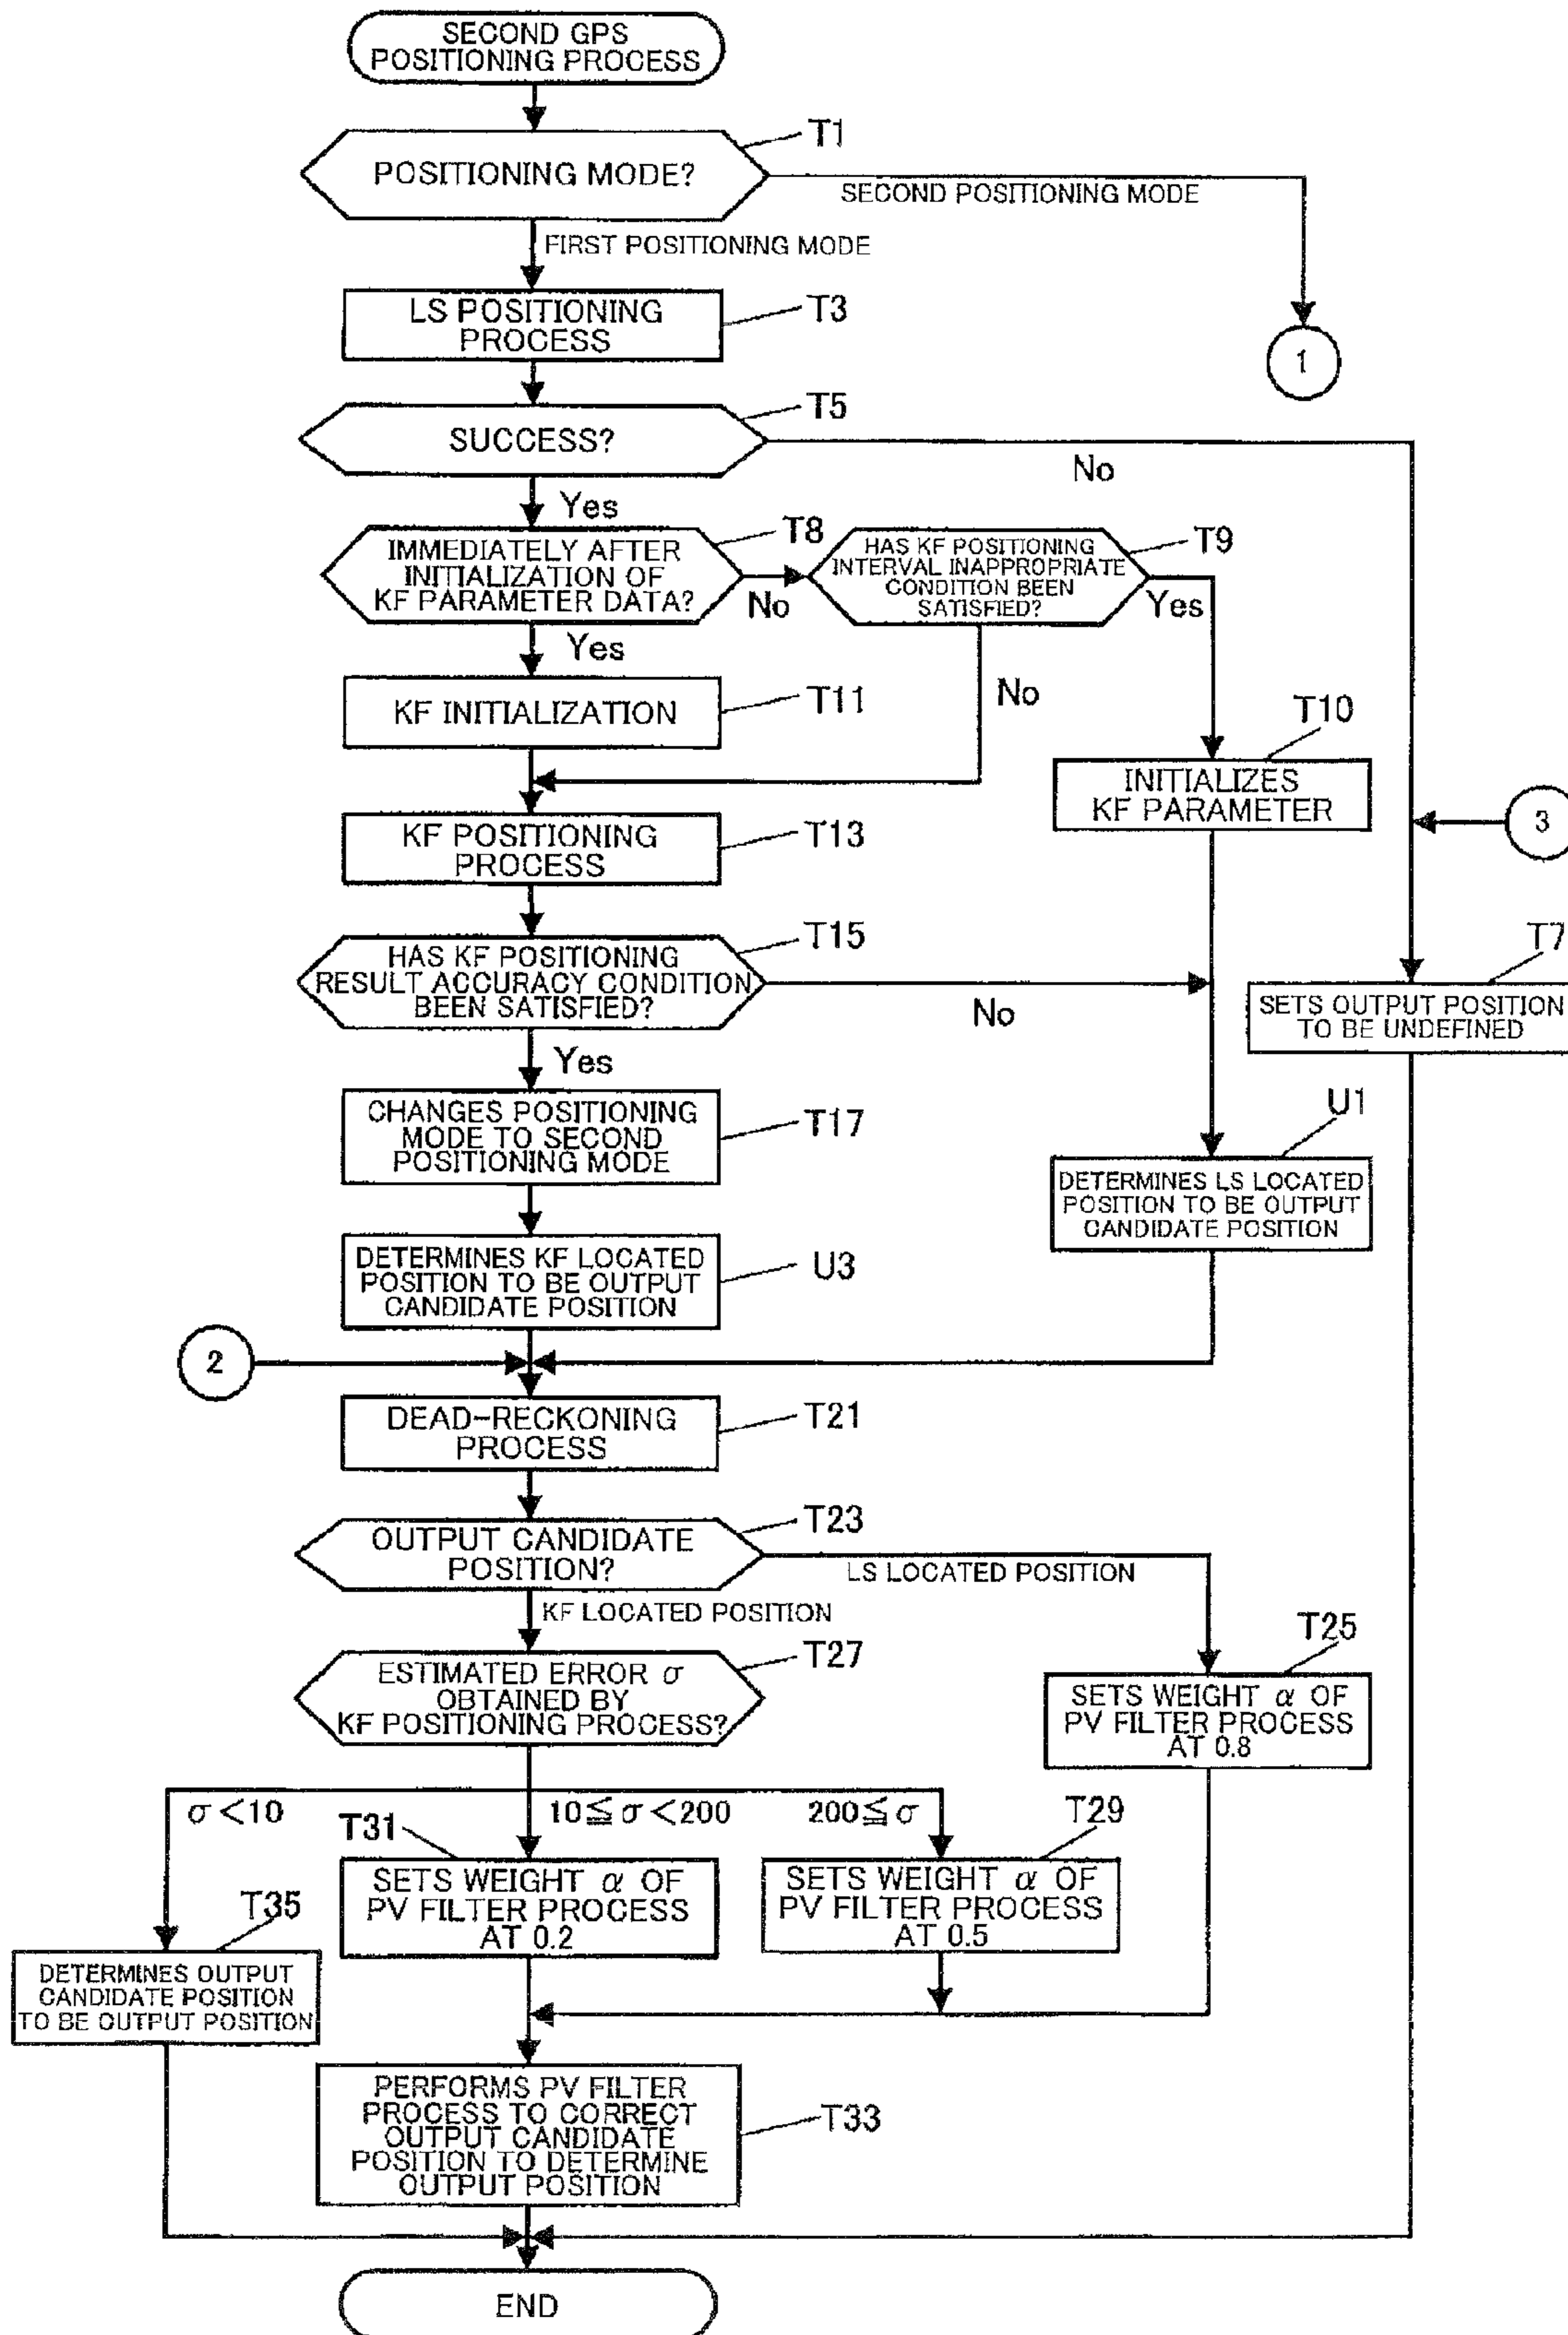 SECOND GPS
POSITIONING PROCESS
T1
POSITIONING MODE?
SECOND POSITIONING MODE
FIRST POSITIONING MODE
1
LS POSITIONING
PROCESS
T3
SUCCESS?
T5
No
Yes
IMMEDIATELY AFTER
INITIALIZATION OF
KF PARAMETER DATA?
T8
No
HAS KF POSITIONING
INTERVAL INAPPROPRIATE
CONDITION BEEN
SATISFIED?
T9
Yes
Yes
No
KF INITIALIZATION
T11
T10
INITIALIZES
KF PARAMETER
3
KF POSITIONING
PROCESS
T13
HAS KF POSITIONING
RESULT ACCURACY CONDITION
BEEN SATISFIED?
T15
No
T7
SETS OUTPUT POSITION
TO BE UNDEFINED
Yes
CHANGES POSITIONING
MODE TO SECOND
POSITIONING MODE
T17
U1
DETERMINES LS LOCATED
POSITION TO BE OUTPUT
CANDIDATE POSITION
DETERMINES KF LOCATED
POSITION TO BE OUTPUT
CANDIDATE POSITION
U3
2
DEAD-RECKONING
PROCESS
T21
OUTPUT CANDIDATE
POSITION?
T23
LS LOCATED POSITION
KF LOCATED POSITION
ESTIMATED ERROR σ
OBTAINED BY
KF POSITIONING PROCESS?
T27
T25
SETS WEIGHT α OF
PV FILTER PROCESS
AT 0.8
σ<10
10≦σ<200
200≦σ
T31
SETS WEIGHT α OF
PV FILTER PROCESS
AT 0.2
T29
SETS WEIGHT α OF
PV FILTER PROCESS
AT 0.5
T35
DETERMINES OUTPUT
CANDIDATE POSITION
TO BE OUTPUT POSITION
PERFORMS PV FILTER
PROCESS TO CORRECT
OUTPUT CANDIDATE
POSITION TO DETERMINE
OUTPUT POSITION
T33
END